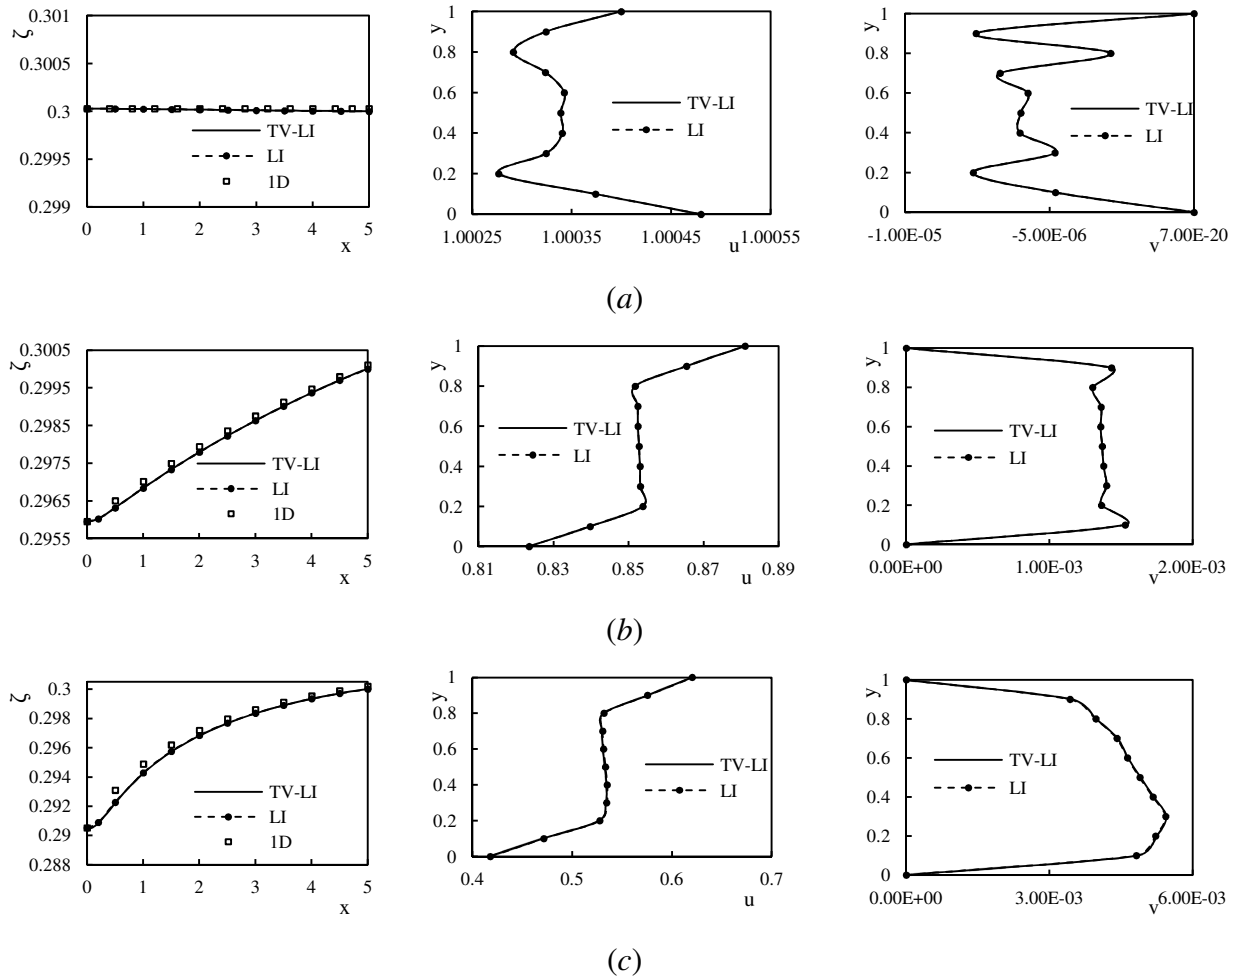 ζ
0.301
0.3005
0.3
0.2995
0.299
0 1 2 3 4 5
x
TV-LI
LI
1D
y
1
0.8
0.6
0.4
0.2
0
1.00025 1.00035 1.00045 1.00055
u
TV-LI
LI
y
1
0.8
0.6
0.4
0.2
0
-1.00E-05 -5.00E-06 7.00E-20
v
TV-LI
LI
(a)
ζ
0.3005
0.2995
0.2985
0.2975
0.2965
0.2955
0 1 2 3 4 5
x
TV-LI
LI
1D
y
1
0.8
0.6
0.4
0.2
0
0.81 0.83 0.85 0.87 0.89
u
TV-LI
LI
y
1
0.8
0.6
0.4
0.2
0
0.00E+00 1.00E-03 2.00E-03
v
TV-LI
LI
(b)
ζ
0.3
0.298
0.296
0.294
0.292
0.29
0.288
0 1 2 3 4 5
x
TV-LI
LI
1D
y
1
0.8
0.6
0.4
0.2
0
0.4 0.5 0.6 0.7
u
TV-LI
LI
y
1
0.8
0.6
0.4
0.2
0
0.00E+00 3.00E-03 6.00E-03
v
TV-LI
LI
(c)